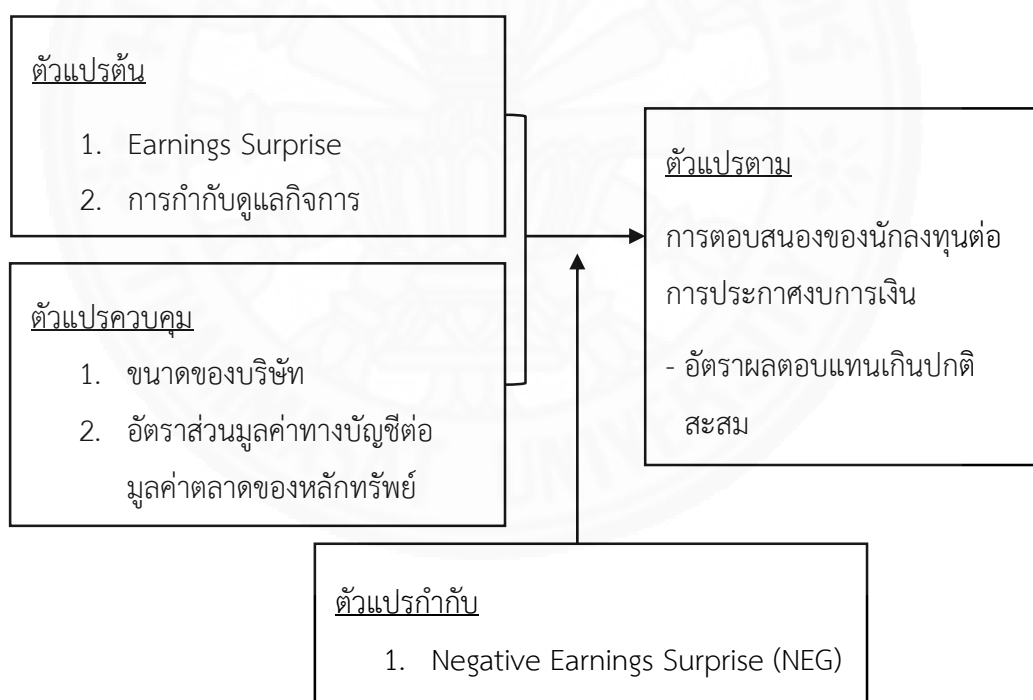 ตัวแปรต้น
1. Earnings Surprise
2. การกำกับดูแลกิจการ
ตัวแปรควบคุม
1. ขนาดของบริษัท
2. อัตราส่วนมูลค่าทางบัญชีต่อ
มูลค่าตลาดของหลักทรัพย์
ตัวแปรตาม
การตอบสนองของนักลงทุนต่อ
การประกาศงบการเงิน
- อัตราผลตอบแทนเกินปกติ
สะสม
ตัวแปรกำกับ
1. Negative Earnings Surprise (NEG)